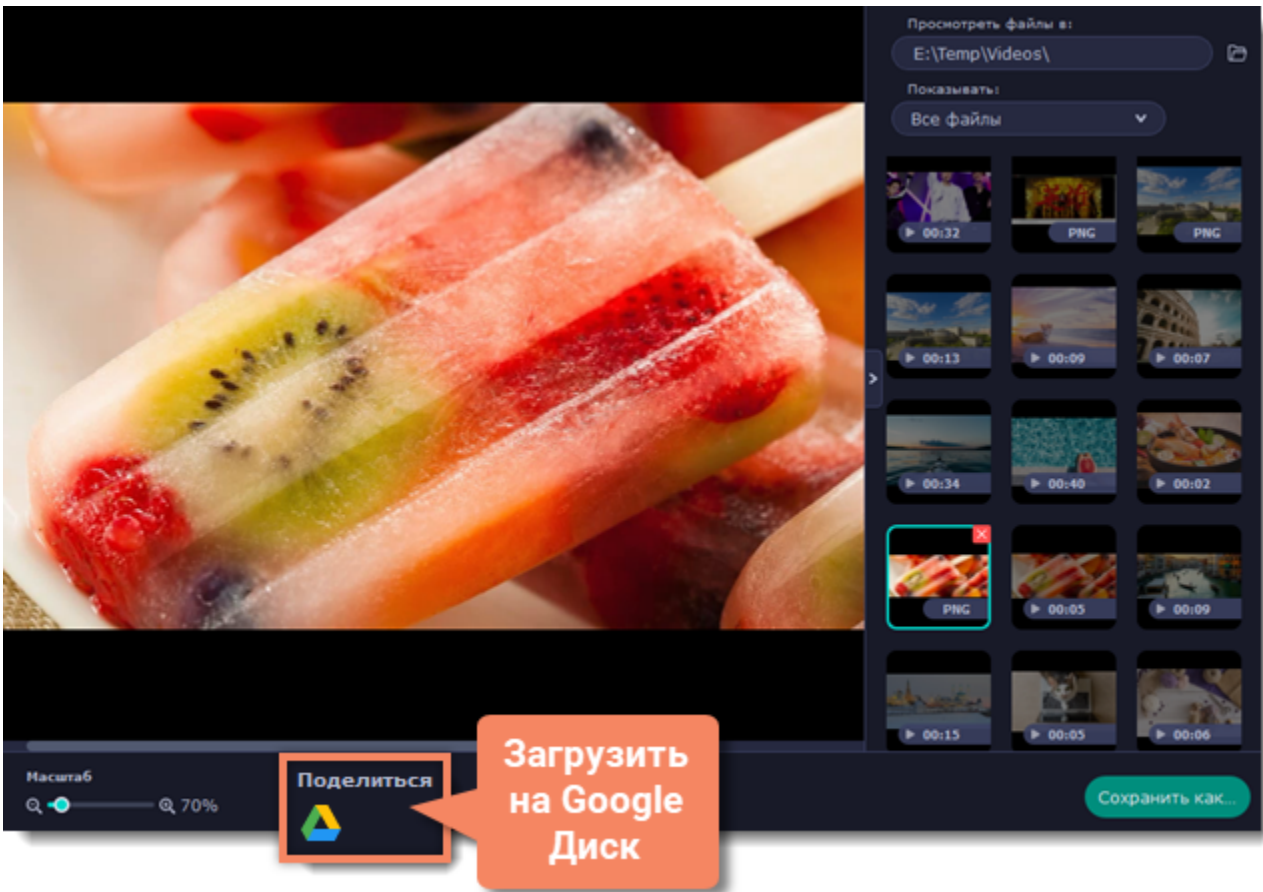 Просмотреть файлы в:
E:\Temp\Videos\
Показывать:
Все файлы
00:32
PNG
PNG
00:13
00:09
00:07
00:34
00:40
00:02
PNG
00:05
00:09
00:15
00:05
00:06
Масштаб
70%
Поделиться
Загрузить
на Google
Диск
Сохранить как...